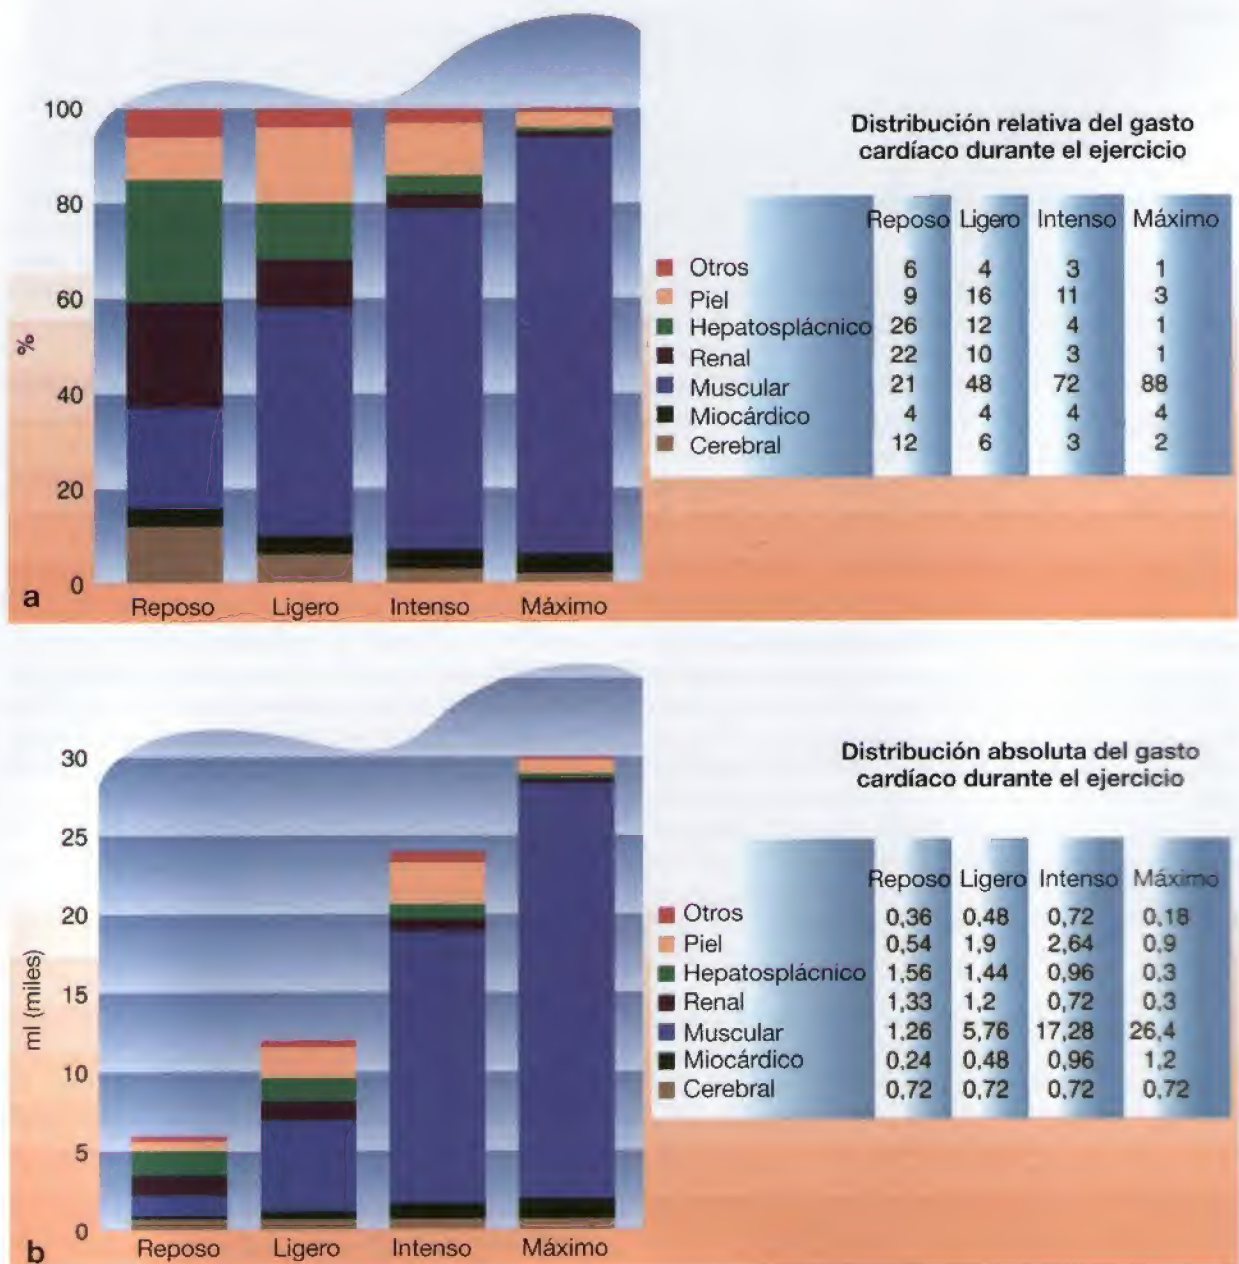 100
80
60
%
40
20
0
a
Reposo Ligero Intenso Máximo
Distribución relativa del gasto
cardíaco durante el ejercicio
Reposo Ligero Intenso Máximo
Otros 6 4 3 1
Piel 9 16 11 3
Hepatosplácnico 26 12 4 1
Renal 22 10 3 1
Muscular 21 48 72 88
Miocárdico 4 4 4 4
Cerebral 12 6 3 2
30
25
20
15
ml (miles)
10
5
0
b
Reposo Ligero Intenso Máximo
Distribución absoluta del gasto
cardíaco durante el ejercicio
Reposo Ligero Intenso Máximo
Otros 0,36 0,48 0,72 0,18
Piel 0,54 1,9 2,64 0,9
Hepatosplácnico 1,56 1,44 0,96 0,3
Renal 1,33 1,2 0,72 0,3
Muscular 1,26 5,76 17,28 26,4
Miocárdico 0,24 0,48 0,96 1,2
Cerebral 0,72 0,72 0,72 0,72